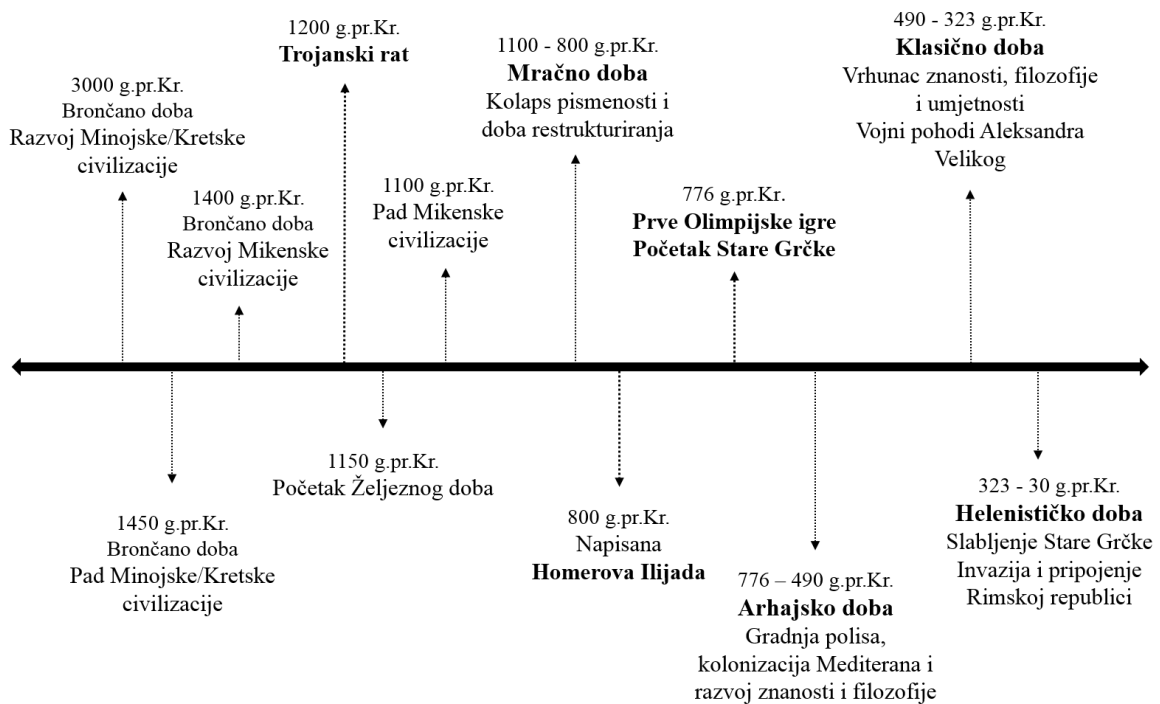 3000 g.pr.Kr.
Brončano doba
Razvoj Minojske/Kretske
civilizacije
1450 g.pr.Kr.
Brončano doba
Pad Minojske/Kretske
civilizacije
1400 g.pr.Kr.
Brončano doba
Razvoj Mikenske
civilizacije
1200 g.pr.Kr.
Trojanski rat
1150 g.pr.Kr.
Početak Željeznog doba
1100 g.pr.Kr.
Pad Mikenske
civilizacije
1100 - 800 g.pr.Kr.
Mračno doba
Kolaps pismenosti i
doba restrukturiranja
800 g.pr.Kr.
Napisana
Homerova Ilijada
776 g.pr.Kr.
Prve Olimpijske igre
Početak Stare Grčke
776 – 490 g.pr.Kr.
Arhajsko doba
Gradnja polisa,
kolonizacija Mediterana i
razvoj znanosti i filozofije
490 - 323 g.pr.Kr.
Klasično doba
Vrhunac znanosti, filozofije
i umjetnosti
Vojni pohodi Aleksandra
Velikog
323 - 30 g.pr.Kr.
Helenističko doba
Slabljenje Stare Grčke
Invazija i pripojenje
Rimskoj republici